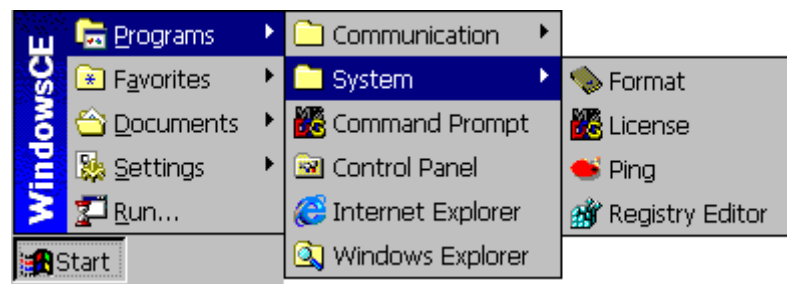 WindowsCE
Programs
Favorites
Documents
Settings
Run...
Start
Communication
System
Command Prompt
Control Panel
Internet Explorer
Windows Explorer
Format
License
Ping
Registry Editor